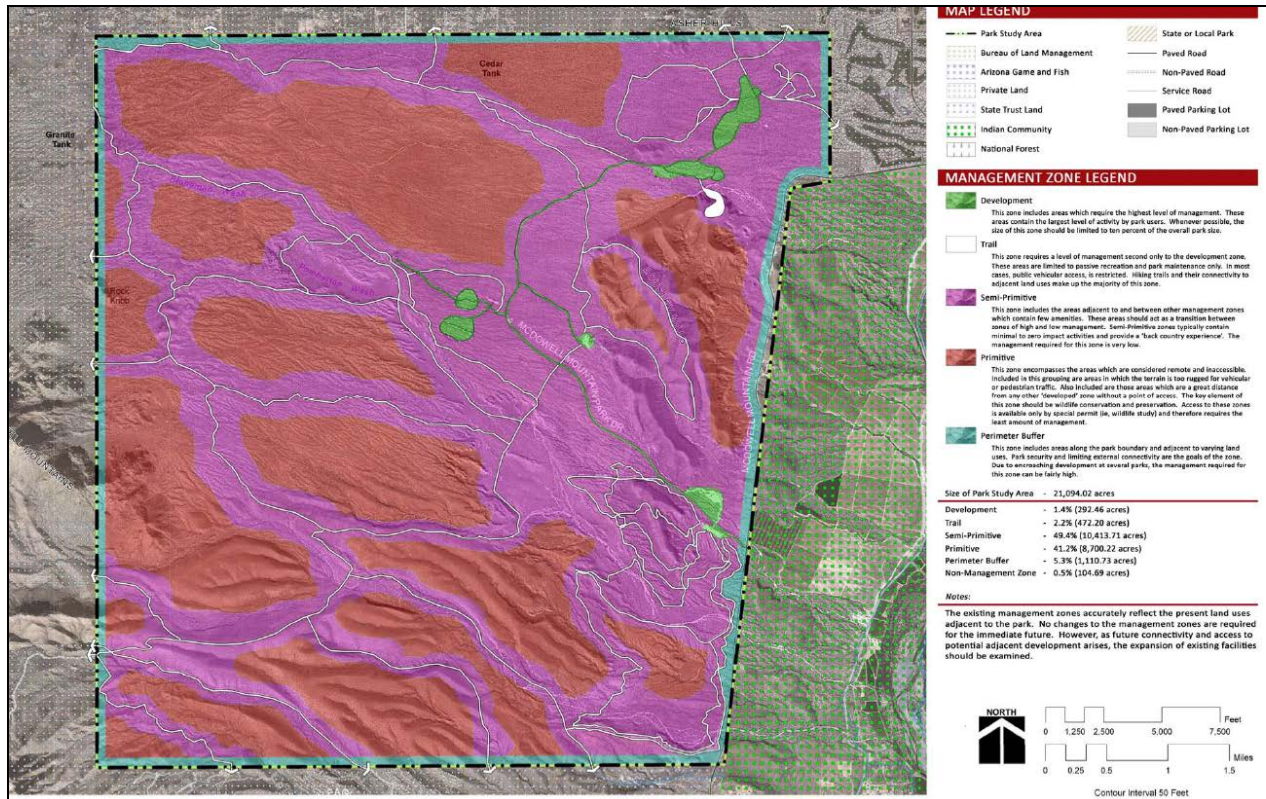 ASHER HILLS
Cedar
Tank
Granite
Tank
Rock
Knob
MCDOWELL MOUNTAIN PARK DR
MCDOWELL MOUNTAIN RD
MOUNTAINS
MAP LEGEND
Park Study Area
Bureau of Land Management
Arizona Game and Fish
Private Land
State Trust Land
Indian Community
National Forest
State or Local Park
Paved Road
Non-Paved Road
Service Road
Paved Parking Lot
Non-Paved Parking Lot
MANAGEMENT ZONE LEGEND
Development
This zone includes areas which require the highest level of management. These
areas contain the largest level of activity by park users. Whenever possible, the
size of this zone should be limited to ten percent of the overall park size.
Trail
This zone requires a level of management second only to the development zone.
These areas are limited to passive recreation and park maintenance only. In most
cases, public vehicular access, is restricted. Hiking trails and their connectivity to
adjacent land uses make up the majority of this zone.
Semi-Primitive
This zone includes the areas adjacent to and between other management zones
which contain few amenities. These areas should act as a transition between
zones of high and low management. Semi-Primitive zones typically contain
minimal to zero impact activities and provide a 'back country experience'. The
management required for this zone is very low.
Primitive
This zone encompasses the areas which are considered remote and inaccessible.
Included in this grouping are areas in which the terrain is too rugged for vehicular
or pedestrian traffic. Also included are those areas which are a great distance
from any other 'developed' zone without a point of access. The key element of
this zone should be wildlife conservation and preservation. Access to these zones
is available only by special permit (ie, wildlife study) and therefore requires the
least amount of management.
Perimeter Buffer
This zone includes areas along the park boundary and adjacent to varying land
uses. Park security and limiting external connectivity are the goals of the zone.
Due to encroaching development at several parks, the management required for
this zone can be fairly high.
Size of Park Study Area - 21,094.02 acres
Development - 1.4% (292.46 acres)
Trail - 2.2% (472.20 acres)
Semi-Primitive - 49.4% (10,413.71 acres)
Primitive - 41.2% (8,700.22 acres)
Perimeter Buffer - 5.3% (1,110.73 acres)
Non-Management Zone - 0.5% (104.69 acres)
Notes:
The existing management zones accurately reflect the present land uses
adjacent to the park. No changes to the management zones are required
for the immediate future. However, as future connectivity and access to
potential adjacent development arises, the expansion of existing facilities
should be examined.
NORTH
Feet
0 1,250 2,500 5,000 7,500
Miles
0 0.25 0.5 1 1.5
Contour Interval 50 Feet